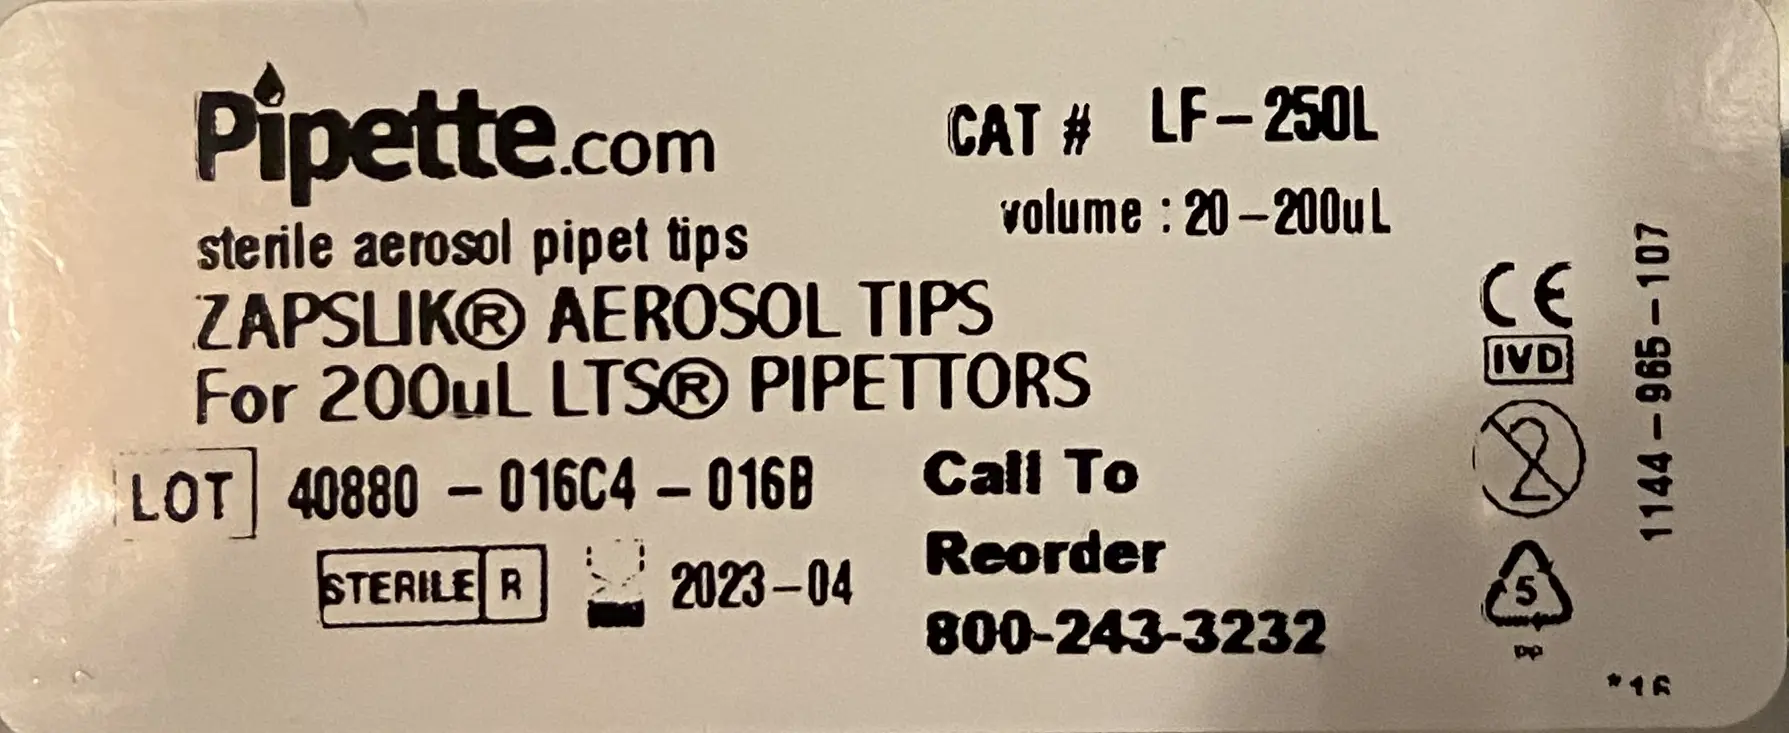 Pipette.com
sterile aerosol pipet tips
ZAPSLIK® AEROSOL TIPS
For 200uL LTS® PIPETTORS
CAT # LF-250L
volume : 20-200uL
LOT 40880 - 016C4 - 016B
STERILE R
2023-04
Call To
Reorder
800-243-3232
CE
IVD
2
5
PP
1144-965-107
*16